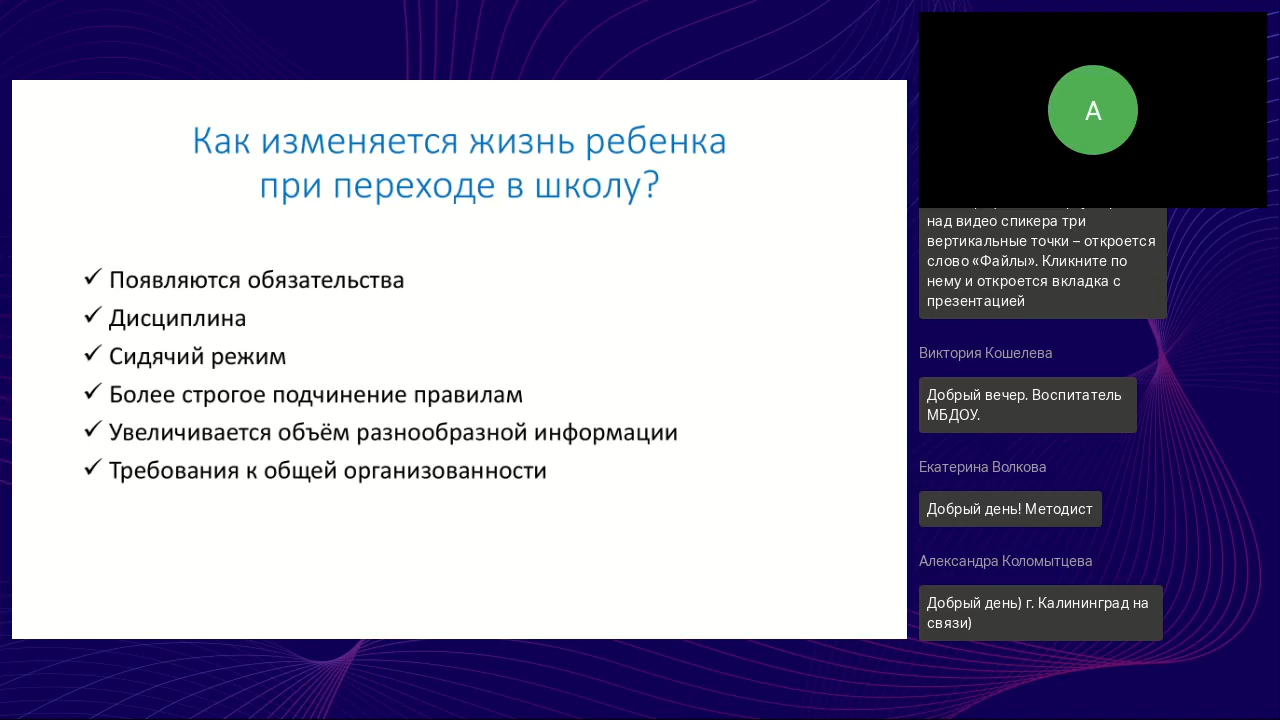 Как изменяется жизнь ребенка
при переходе в школу?
✓ Появляются обязательства
✓ Дисциплина
✓ Сидячий режим
✓ Более строгое подчинение правилам
✓ Увеличивается объём разнообразной информации
✓ Требования к общей организованности
А
над видео спикера три
вертикальные точки – откроется
слово «Файлы». Кликните по
нему и откроется вкладка с
презентацией
Виктория Кошелева
Добрый вечер. Воспитатель
МБДОУ.
Екатерина Волкова
Добрый день! Методист
Александра Коломытцева
Добрый день) г. Калининград на
связи)